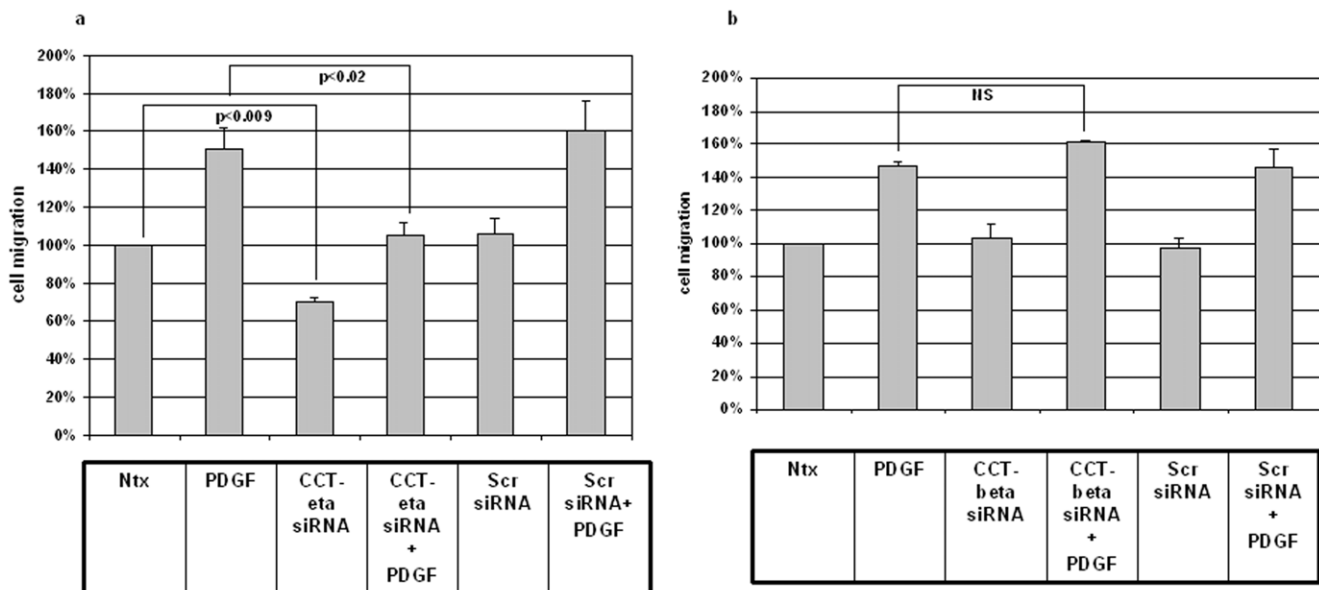 a
200%
180%
160%
140%
120%
100%
80%
60%
40%
20%
0%
cell migration
p<0.02
p<0.009
Ntx
PDGF
CCT-
eta
siRNA
CCT-
eta
siRNA
+
PDGF
Scr
siRNA
Scr
siRNA+
PDGF
b
200%
180%
160%
140%
120%
100%
80%
60%
40%
20%
0%
cell migration
NS
Ntx
PDGF
CCT-
beta
siRNA
CCT-
beta
siRNA
+
PDGF
Scr
siRNA
Scr
siRNA
+
PDGF